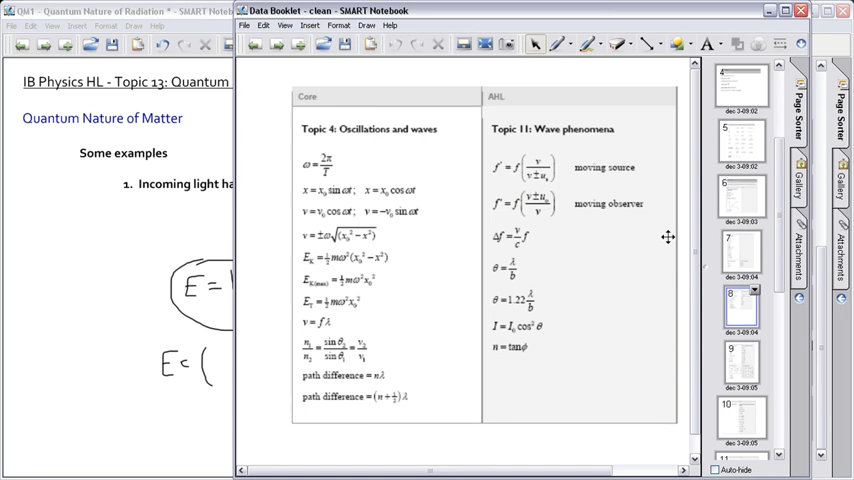 QM1 - Quantum Nature of Radiation * - SMART Notebook
Data Booklet - clean - SMART Notebook
File Edit View Insert Format Draw Help
File Edit View Insert Format Draw Help
IB Physics HL - Topic 13: Quantum
Quantum Nature of Matter
Some examples
1. Incoming light ha
E =
E= (
Core
AHL
Topic 4: Oscillations and waves
ω = 2π/T
x = x₀ sin ωt; x = x₀ cos ωt
v = v₀ cos ωt; v = −v₀ sin ωt
v = ±ω√(x₀² − x²)
E_K = ½mω²(x₀² − x²)
E_K(max) = ½mω²x₀²
E_T = ½mω²x₀²
v = fλ
n₁/n₂ = sin θ₂/sin θ₁ = v₂/v₁
path difference = nλ
path difference = (n + ½)λ
Topic 11: Wave phenomena
f′ = f(v/(v ± uₛ)) moving source
f′ = f((v ± u₀)/v) moving observer
Δf = v/c f
θ = λ/b
θ = 1.22 λ/b
I = I₀ cos² θ
n = tan ϕ
4
dec 3-09:02
5
dec 3-09:02
6
dec 3-09:03
7
dec 3-09:04
8
dec 3-09:04
9
dec 3-09:05
10
dec 3-09:05
Auto-hide
Page Sorter
Gallery
Attachments
Page Sorter
Gallery
Attachments